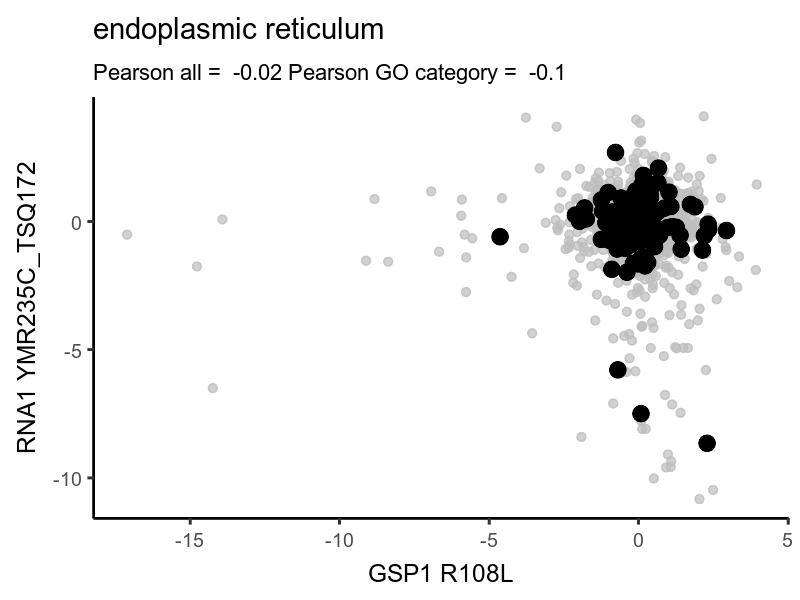 endoplasmic reticulum
Pearson all =  -0.02 Pearson GO category =  -0.1
RNA1 YMR235C_TSQ172
0
-5
-10
-15 -10 -5 0 5
GSP1 R108L